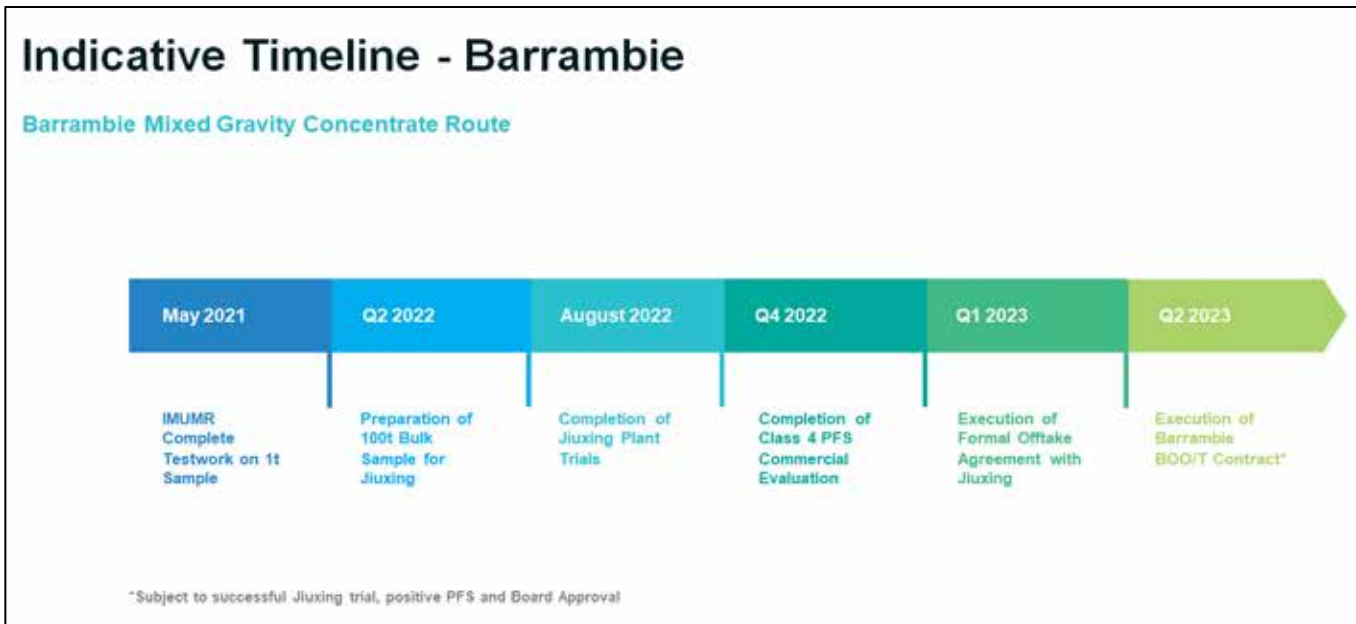 Indicative Timeline - Barrambie
Barrambie Mixed Gravity Concentrate Route
May 2021
Q2 2022
August 2022
Q4 2022
Q1 2023
Q2 2023
IMUMR
Complete
Testwork on 1t
Sample
Preparation of
100t Bulk
Sample for
Jiuxing
Completion of
Jiuxing Plant
Trials
Completion of
Class 4 PFS
Commercial
Evaluation
Execution of
Formal Offtake
Agreement with
Jiuxing
Execution of
Barrambie
BOO/T Contract*
*Subject to successful Jiuxing trial, positive PFS and Board Approval